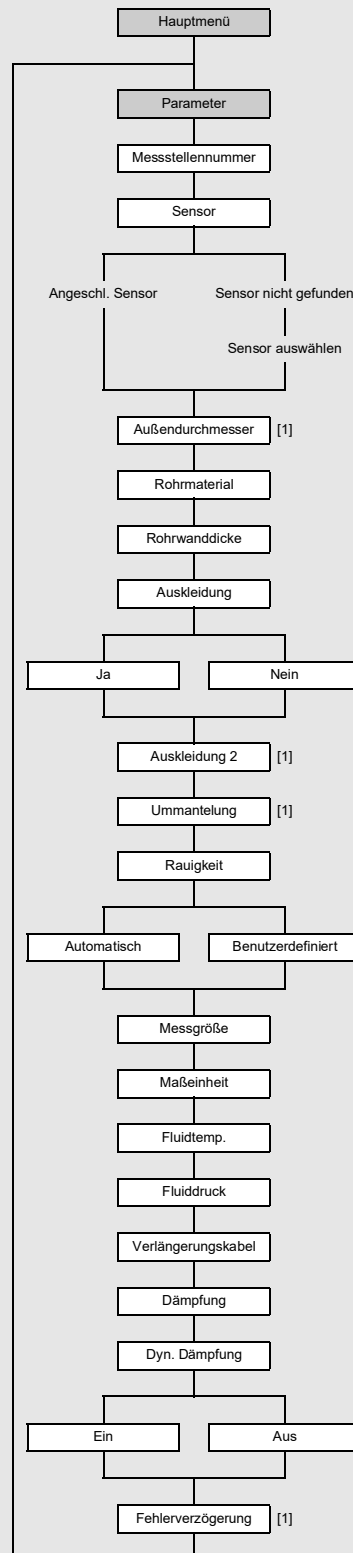 Hauptmenü
Parameter
Messstellennummer
Sensor
Angeschl. Sensor
Sensor nicht gefunden
Sensor auswählen
Außendurchmesser [1]
Rohrmaterial
Rohrwanddicke
Auskleidung
Ja
Nein
Auskleidung 2 [1]
Ummantelung [1]
Rauigkeit
Automatisch
Benutzerdefiniert
Messgröße
Maßeinheit
Fluidtemp.
Fluiddruck
Verlängerungskabel
Dämpfung
Dyn. Dämpfung
Ein
Aus
Fehlerverzögerung [1]